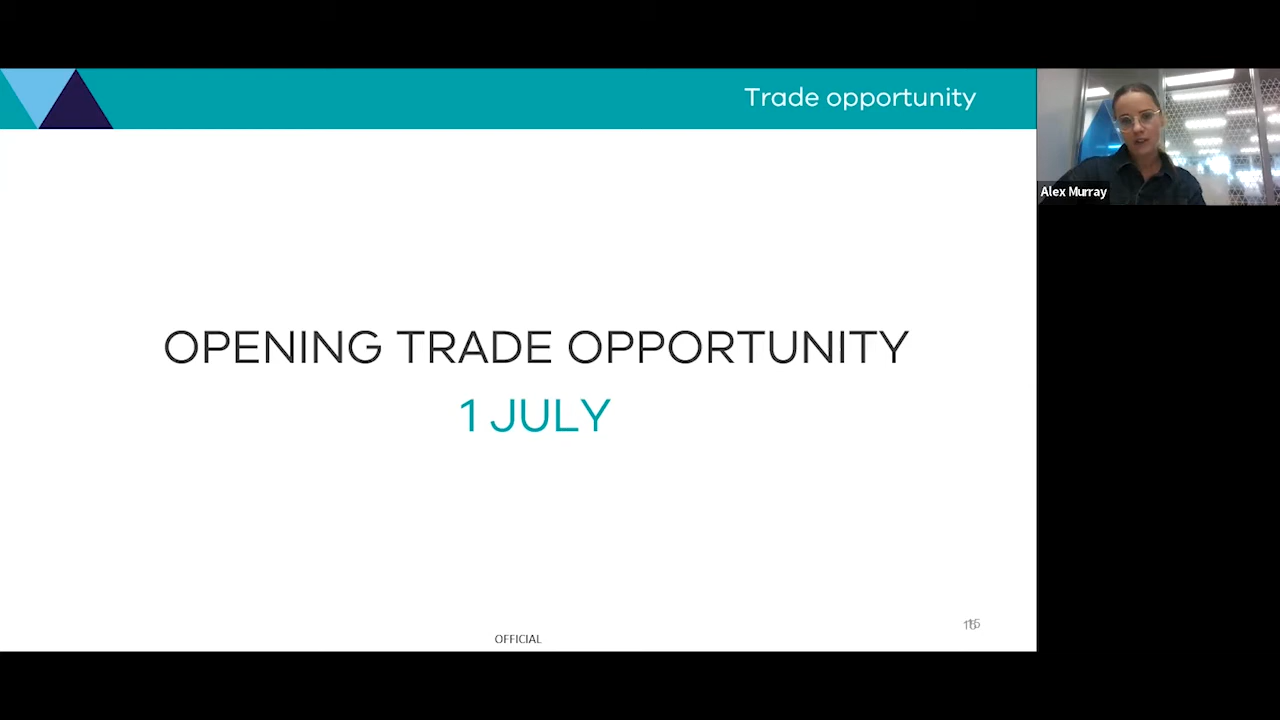 Trade opportunity
Alex Murray
OPENING TRADE OPPORTUNITY
1 JULY
OFFICIAL